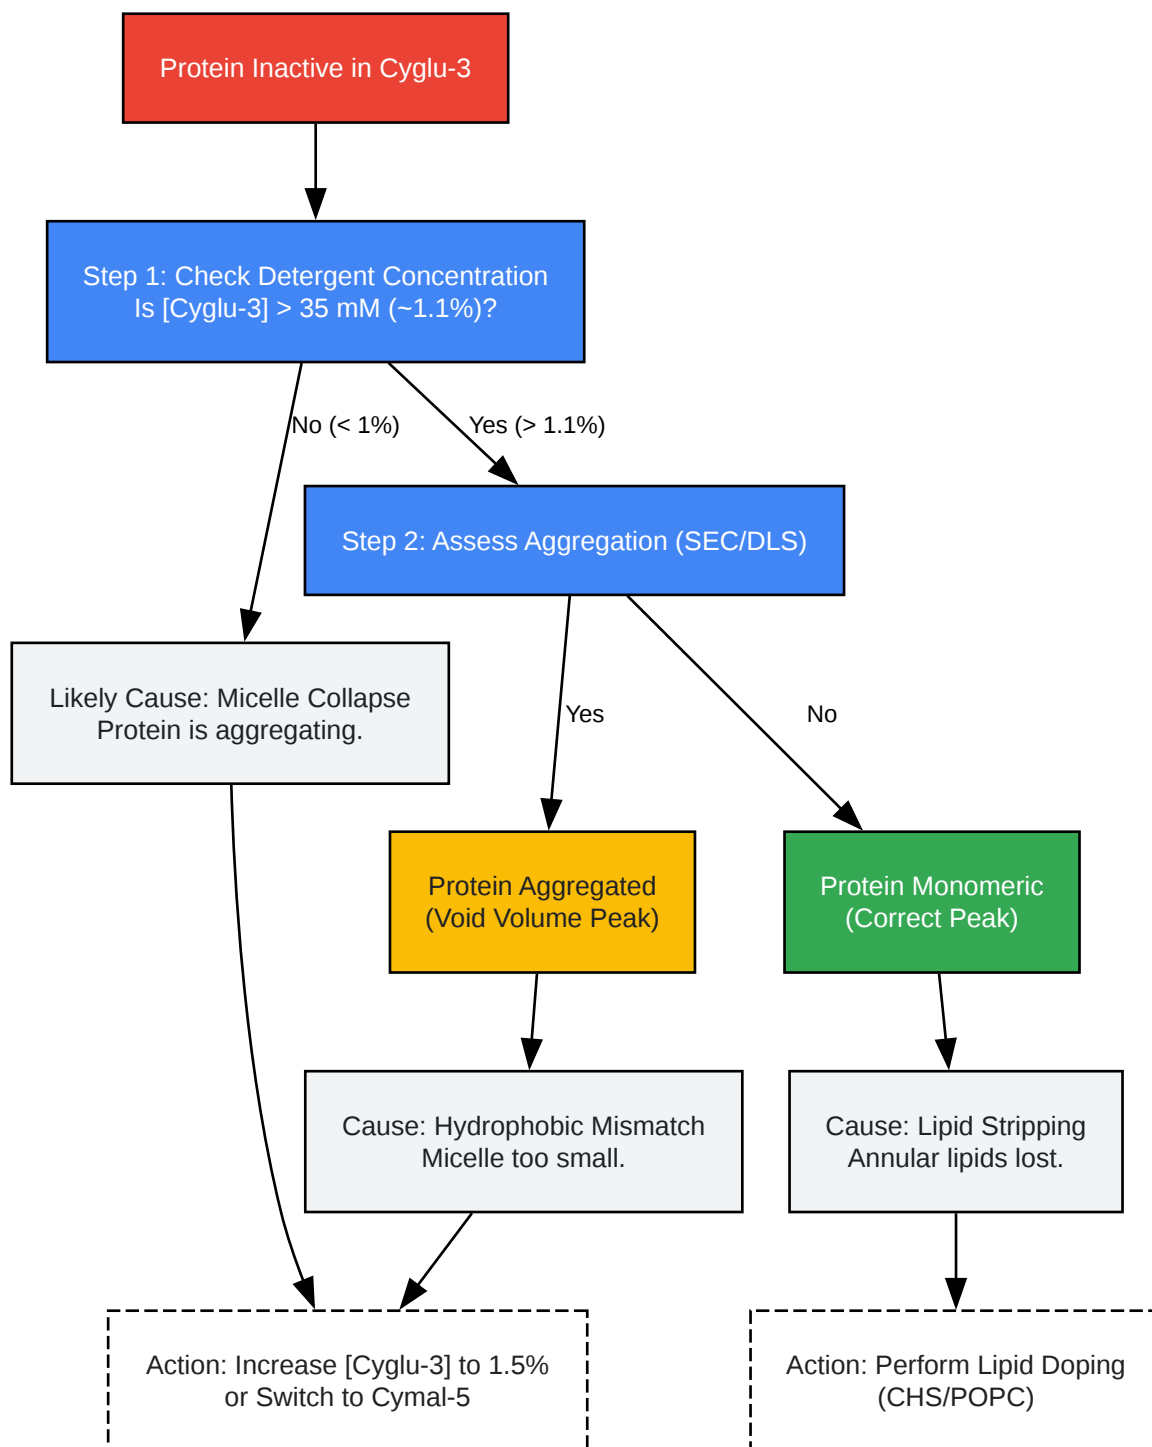 Protein Inactive in Cyglu-3
Step 1: Check Detergent Concentration
Is [Cyglu-3] > 35 mM (~1.1%)?
No (< 1%)
Yes (> 1.1%)
Step 2: Assess Aggregation (SEC/DLS)
Likely Cause: Micelle Collapse
Protein is aggregating.
Yes
No
Protein Aggregated
(Void Volume Peak)
Protein Monomeric
(Correct Peak)
Cause: Hydrophobic Mismatch
Micelle too small.
Cause: Lipid Stripping
Annular lipids lost.
Action: Increase [Cyglu-3] to 1.5%
or Switch to Cymal-5
Action: Perform Lipid Doping
(CHS/POPC)